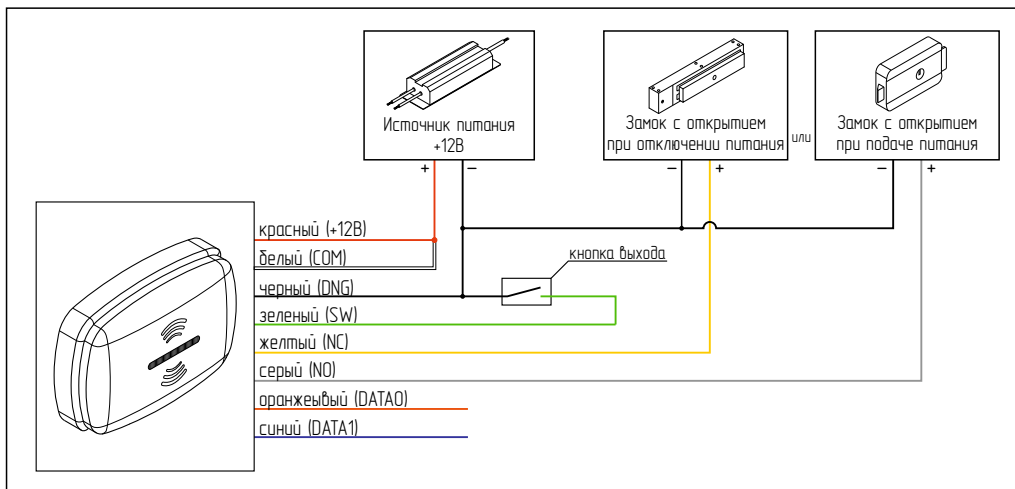 Источник питания
+12В
Замок с открытием
при отключении питания
или
Замок с открытием
при подаче питания
+ −
− +
− +
красный (+12В)
белый (COM)
кнопка выхода
черный (DNG)
зеленый (SW)
желтый (NC)
серый (NO)
оранжеывый (DATA0)
синий (DATA1)